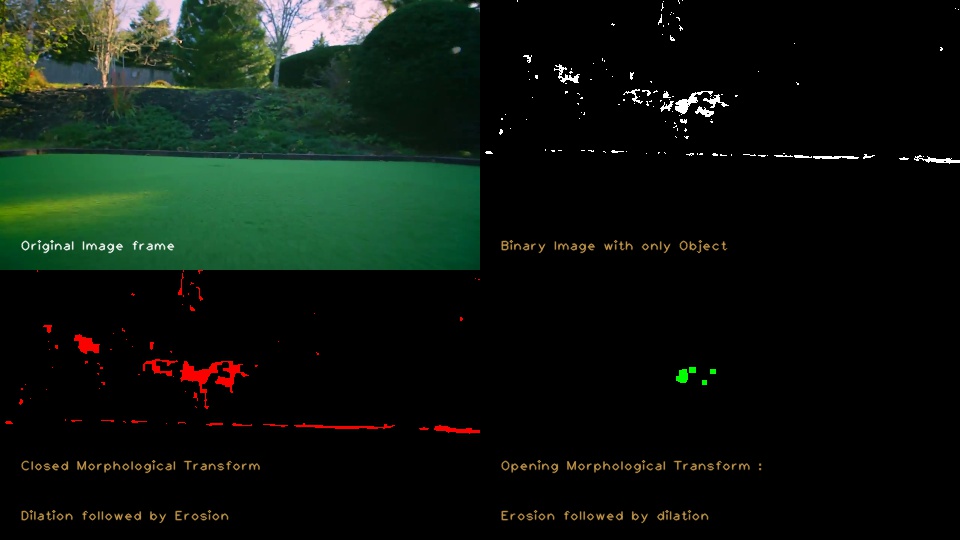 Original Image frame
Binary Image with only Object
Closed Morphological Transform
Dilation followed by Erosion
Opening Morphological Transform :
Erosion followed by dilation